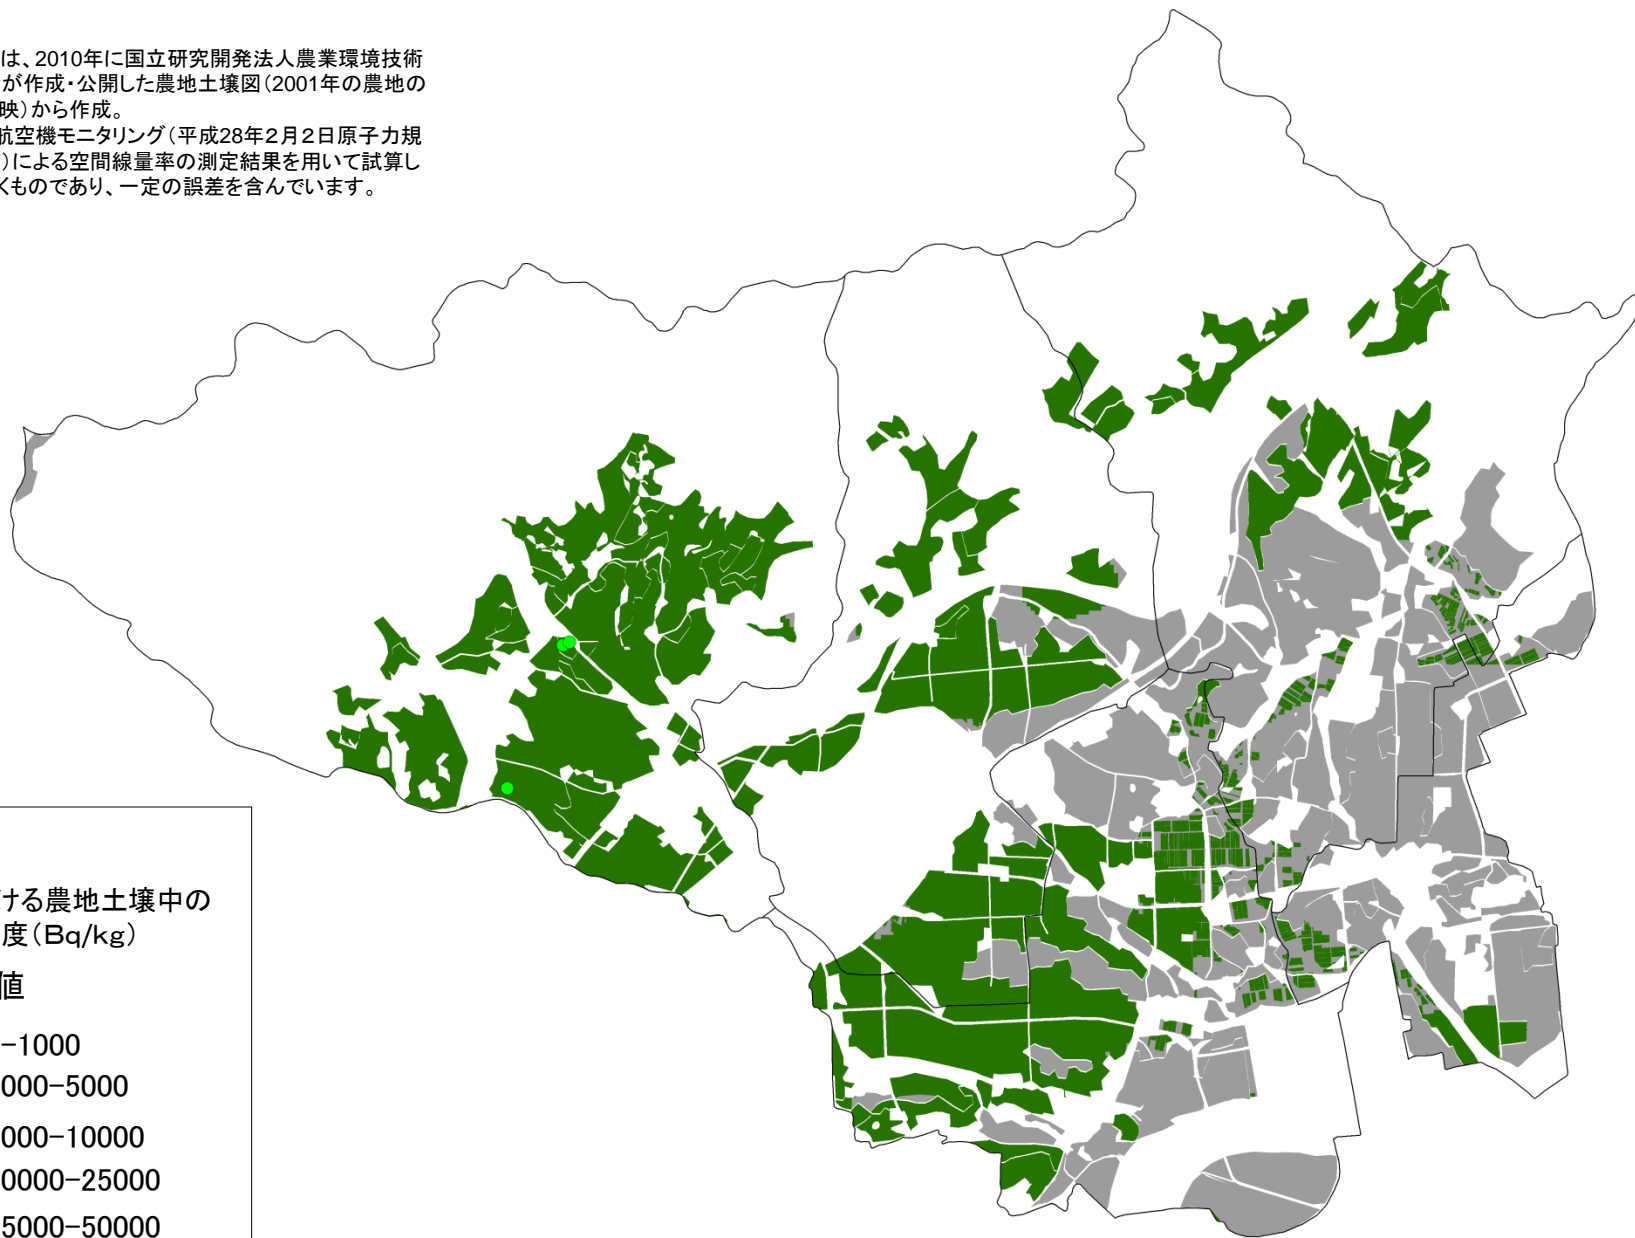 は、2010年に国立研究開発法人農業環境技術
が作成・公開した農地土壌図（2001年の農地の
映）から作成。
航空機モニタリング（平成28年２月２日原子力規
）による空間線量率の測定結果を用いて試算し
くものであり、一定の誤差を含んでいます。
ける農地土壌中の
度（Bq/kg）
値
-1000
000-5000
000-10000
0000-25000
5000-50000